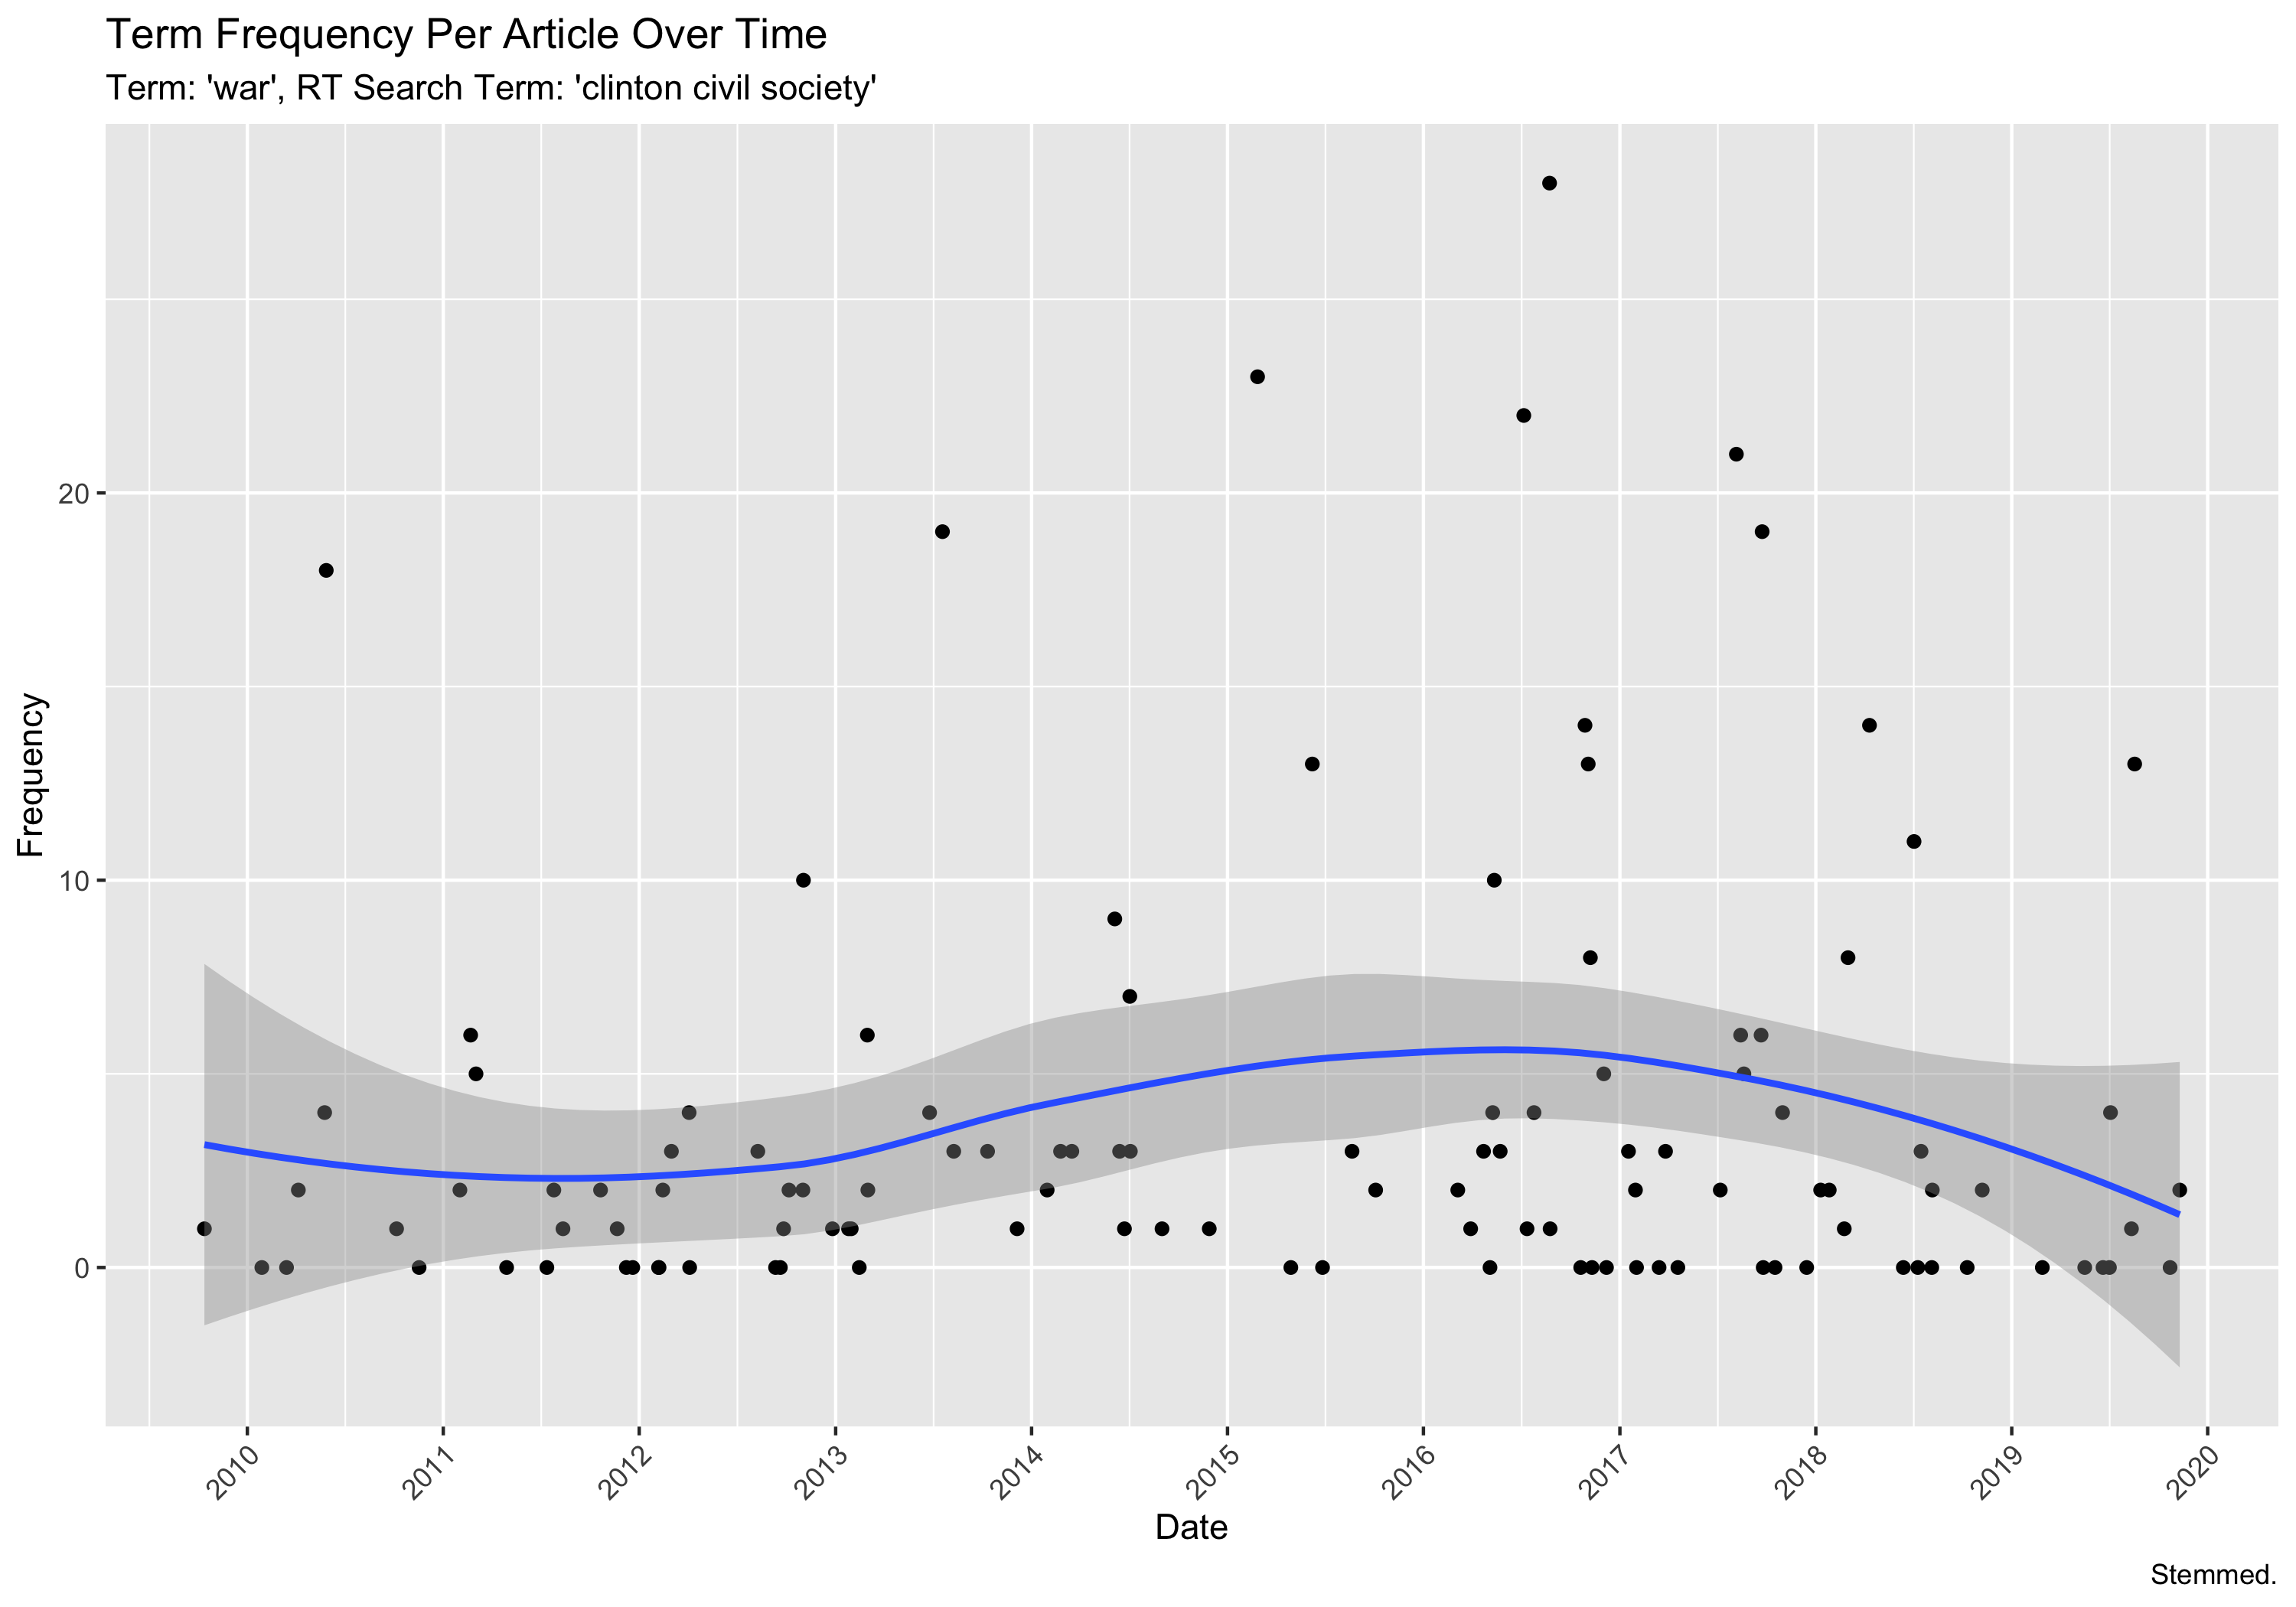 Term Frequency Per Article Over Time
Term: 'war', RT Search Term: 'clinton civil society'
Frequency
20
10
0
2010
2011
2012
2013
2014
2015
2016
2017
2018
2019
2020
Date
Stemmed.